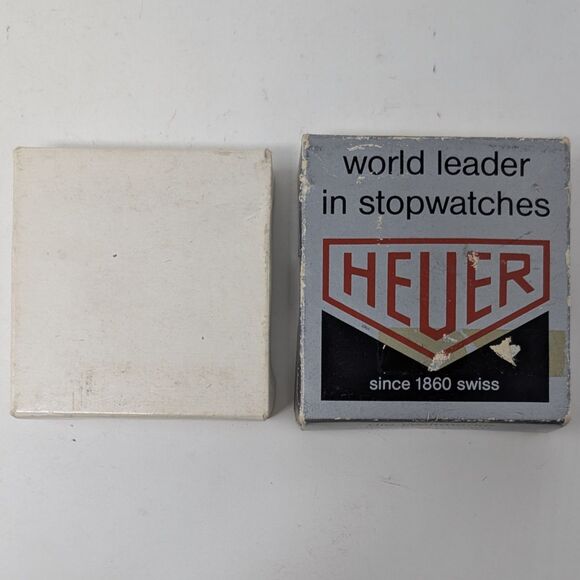 world leader
in stopwatches
HEUER
since 1860 swiss